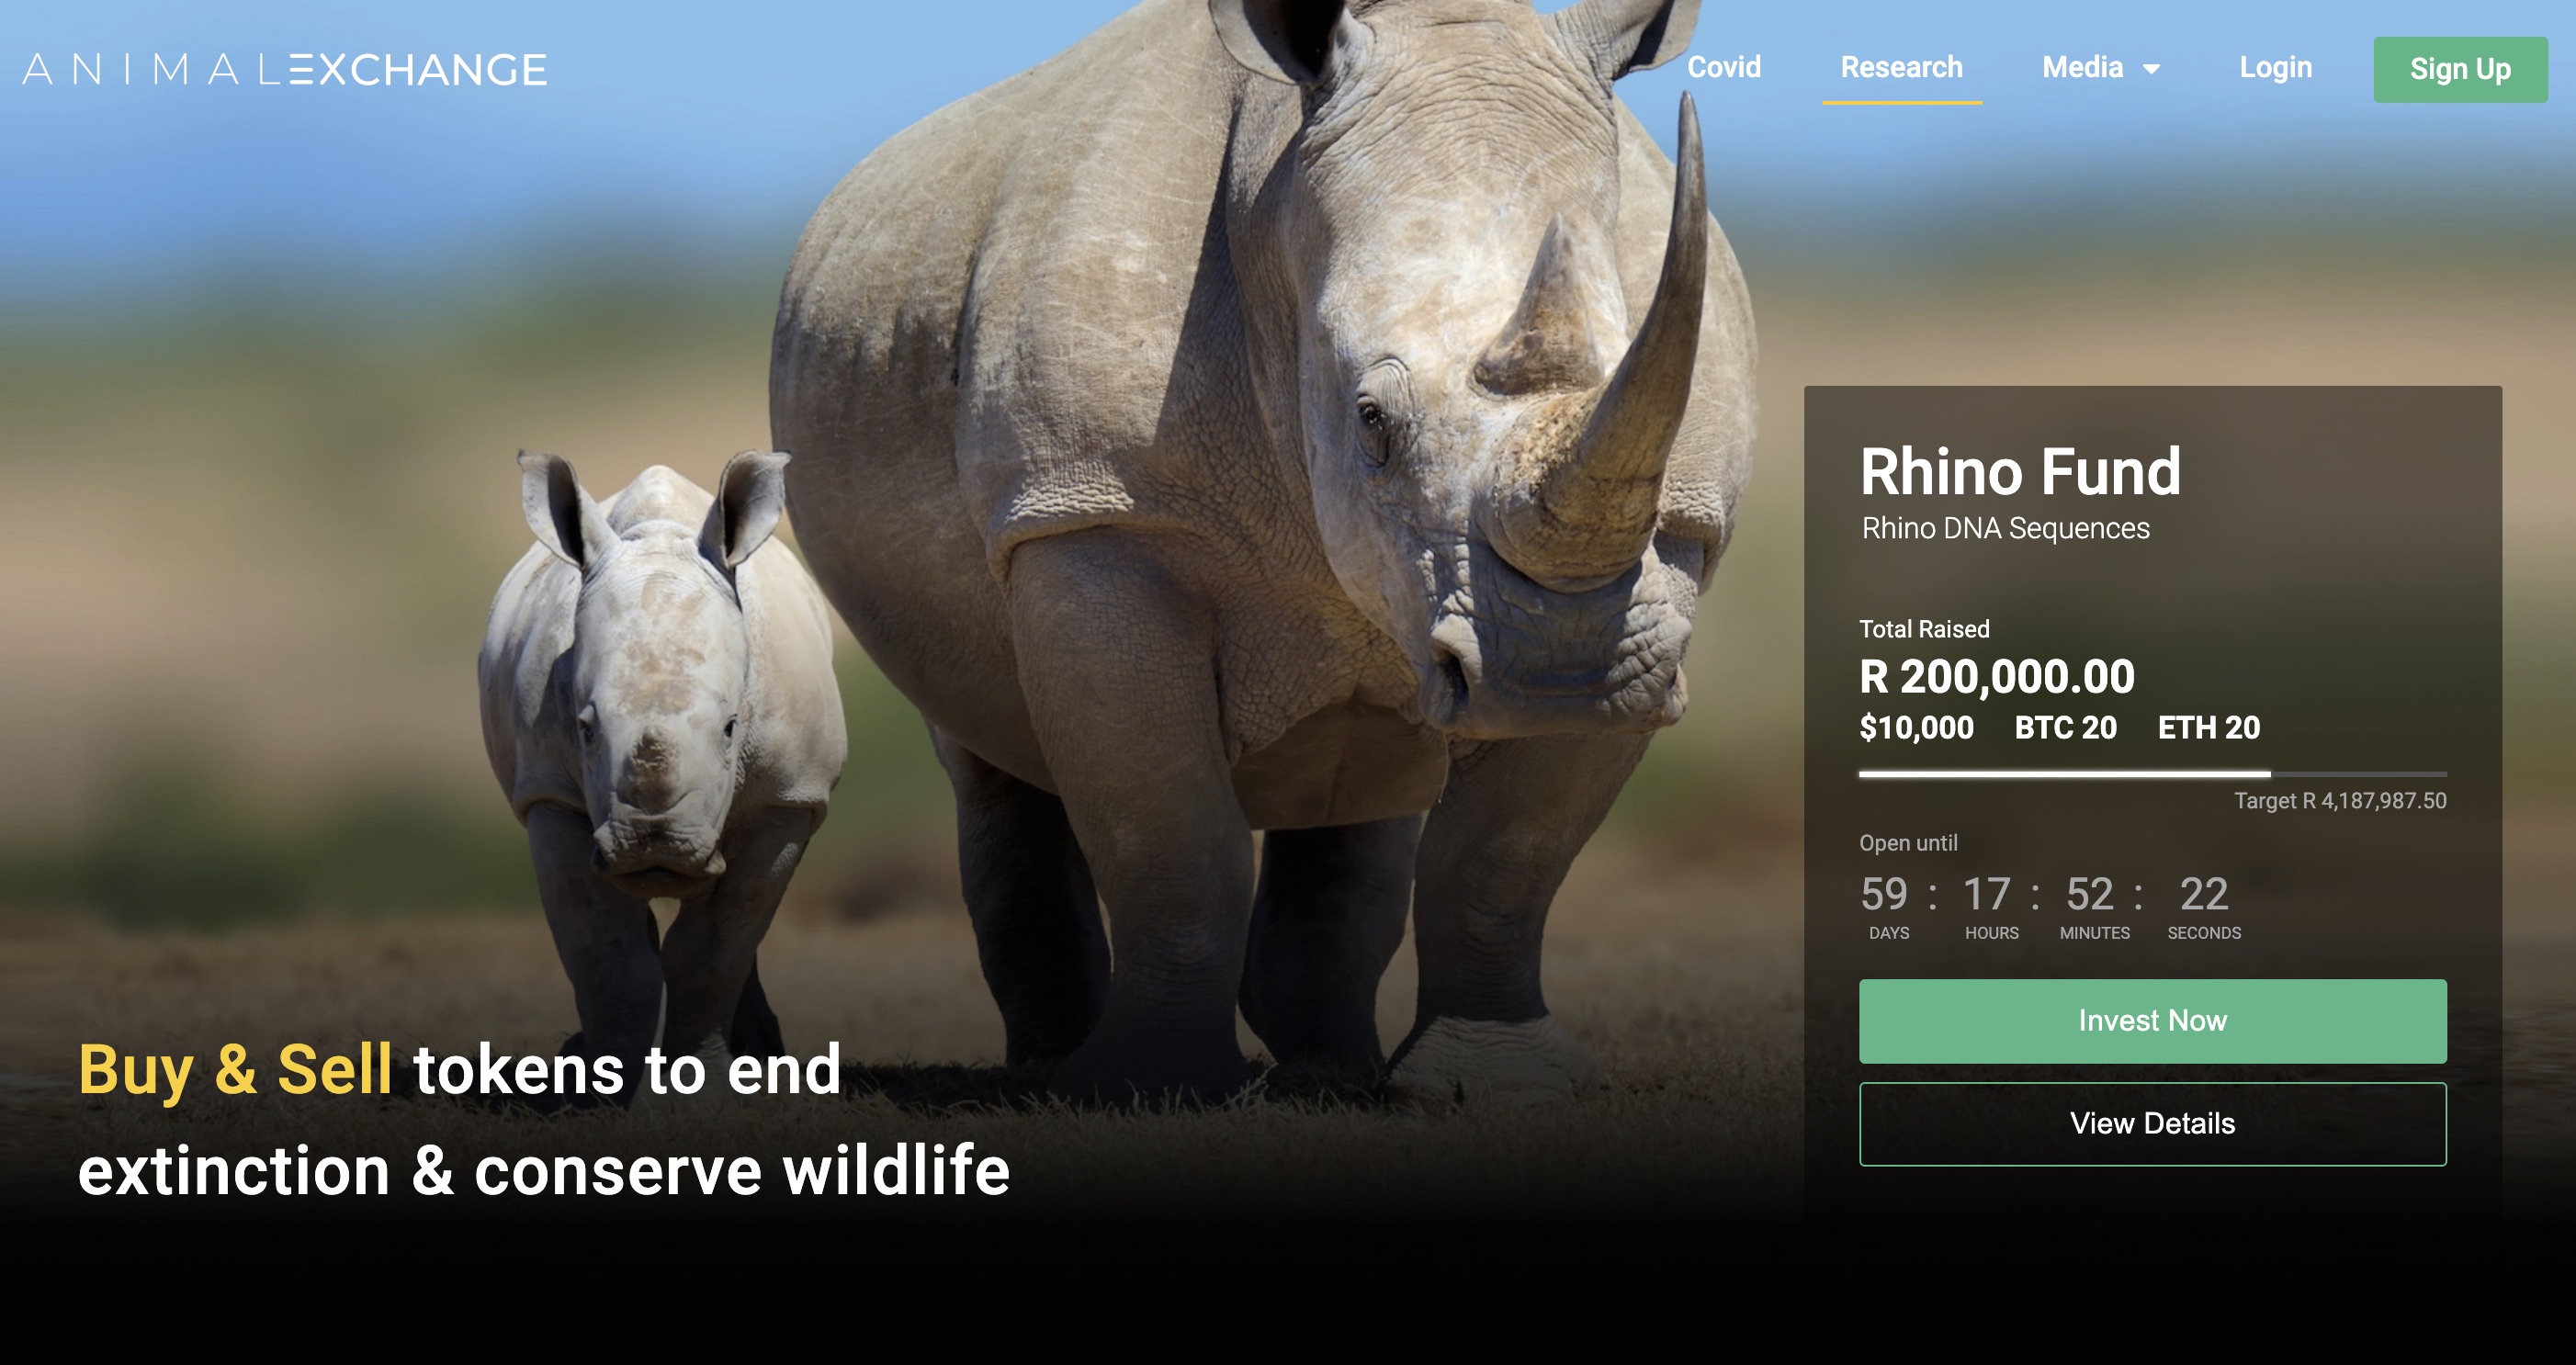 ANIMALEXCHANGE
Covid Research Media Login Sign Up
Rhino Fund
Rhino DNA Sequences
Total Raised
R 200,000.00
$10,000 BTC 20 ETH 20
Target R 4,187,987.50
Open until
59 : 17 : 52 : 22
DAYS HOURS MINUTES SECONDS
Invest Now
View Details
Buy & Sell tokens to end
extinction & conserve wildlife